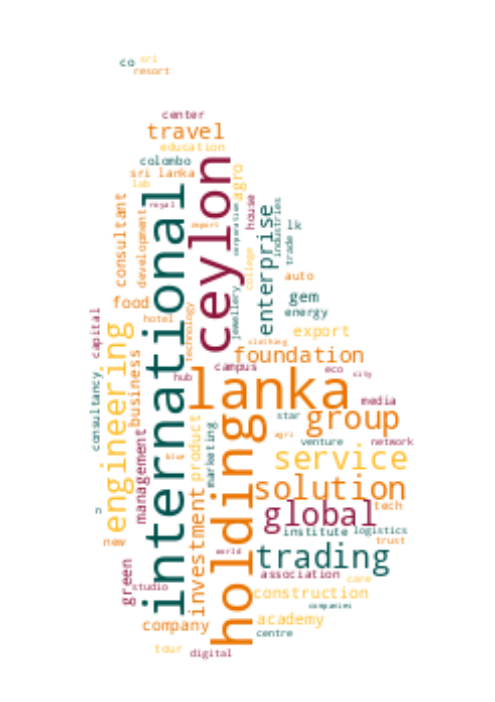 co
sri
resort
center
travel
education
colombo
sri lanka
lab
consultant
development
royal
international
ceylon
agro
import
corporation
house
college
enterprise
industries
lk
trade
auto
gem
energy
food
hotel
technology
jewellery
export
capital
engineering
business
clothing
foundation
campus
hub
lanka
eco
city
media
consultancy
management
product
marketing
holding
star
group
agri
venture
network
service
blue
solution
investment
global
tech
institute
logistics
trust
new
world
trading
green
studio
association
care
construction
companies
company
academy
centre
tour
digital